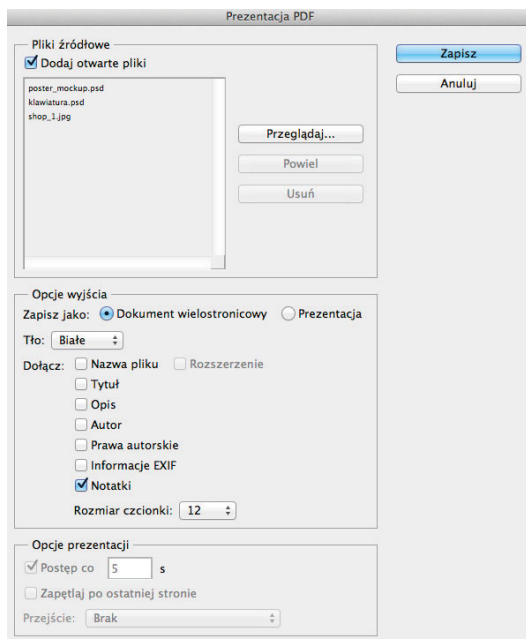 Prezentacja PDF
Pliki źródłowe
Dodaj otwarte pliki
poster_mockup.psd
klawiatura.psd
shop_1.jpg
Przeglądaj...
Powiel
Usuń
Zapisz
Anuluj
Opcje wyjścia
Zapisz jako: Dokument wielostronicowy Prezentacja
Tło: Białe
Dołącz: Nazwa pliku Rozszerzenie
Tytuł
Opis
Autor
Prawa autorskie
Informacje EXIF
Notatki
Rozmiar czcionki: 12
Opcje prezentacji
Postęp co 5 s
Zapętlaj po ostatniej stronie
Przejście: Brak